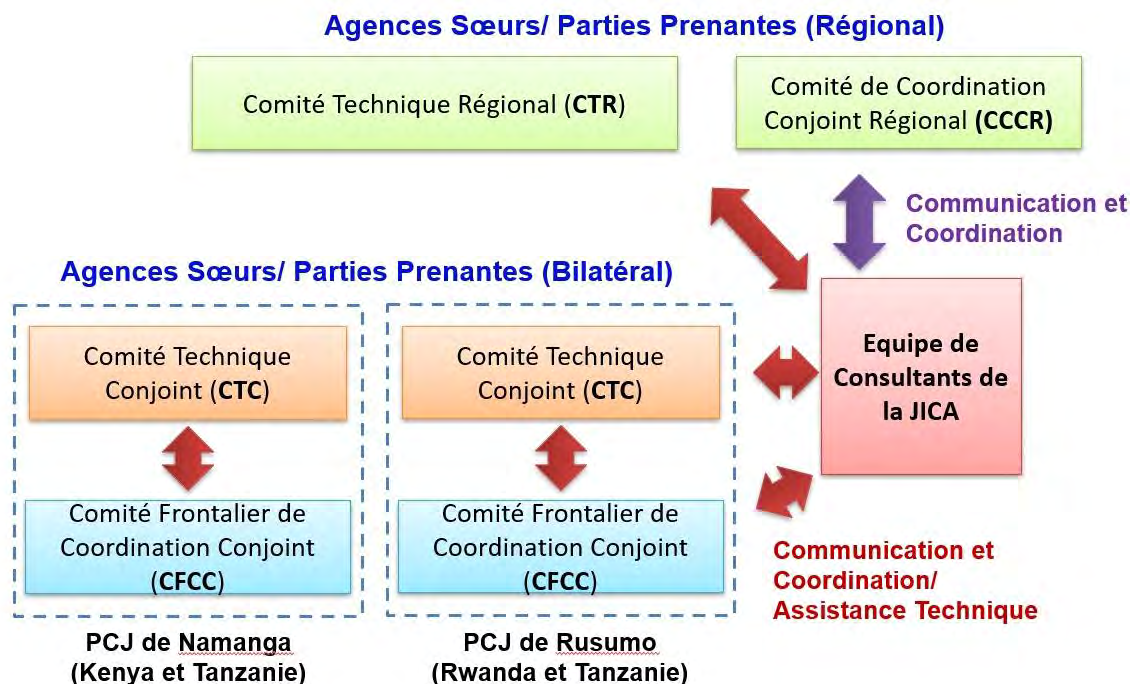 Agences Sœurs/ Parties Prenantes (Régional)
Comité Technique Régional (CTR)
Comité de Coordination
Conjoint Régional (CCCR)
Communication et
Coordination
Agences Sœurs/ Parties Prenantes (Bilatéral)
Comité Technique
Conjoint (CTC)
Comité Technique
Conjoint (CTC)
Equipe de
Consultants de
la JICA
Comité Frontalier de
Coordination Conjoint
(CFCC)
Comité Frontalier de
Coordination Conjoint
(CFCC)
Communication et
Coordination/
Assistance Technique
PCJ de Namanga
(Kenya et Tanzanie)
PCJ de Rusumo
(Rwanda et Tanzanie)